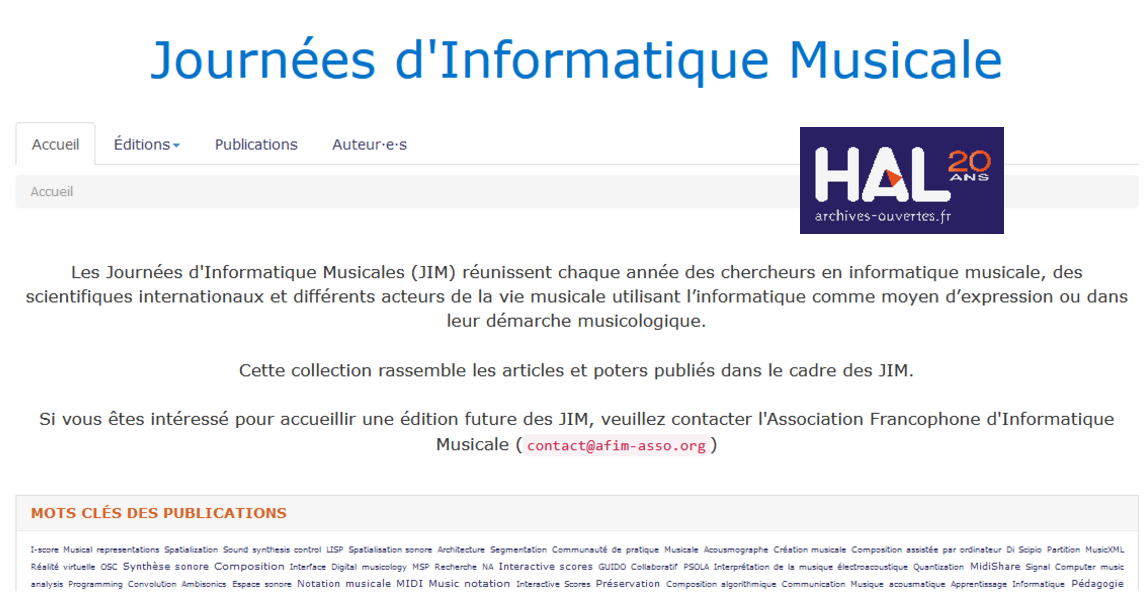 Journées d'Informatique Musicale
Accueil Éditions Publications Auteur·e·s
HAL 20 ANS
archives-ouvertes.fr
Accueil
Les Journées d'Informatique Musicales (JIM) réunissent chaque année des chercheurs en informatique musicale, des
scientifiques internationaux et différents acteurs de la vie musicale utilisant l’informatique comme moyen d’expression ou dans
leur démarche musicologique.
Cette collection rassemble les articles et poters publiés dans le cadre des JIM.
Si vous êtes intéressé pour accueillir une édition future des JIM, veuillez contacter l'Association Francophone d'Informatique
Musicale ( contact@afim-asso.org )
MOTS CLÉS DES PUBLICATIONS
I-score Musical representations Spatialization Sound synthesis control LISP Spatialisation sonore Architecture Segmentation Communauté de pratique Musicale Acousmographe Création musicale Composition assistée par ordinateur Di Scipio Partition MusicXML
Réalité virtuelle OSC Synthèse sonore Composition Interface Digital musicology MSP Recherche NA Interactive scores GUIDO Collaboratif PSOLA Interprétation de la musique électroacoustique Quantization MidiShare Signal Computer music
analysis Programming Convolution Ambisonics Espace sonore Notation musicale MIDI Music notation Interactive Scores Préservation Composition algorithmique Communication Musique acousmatique Apprentissage Informatique Pédagogie